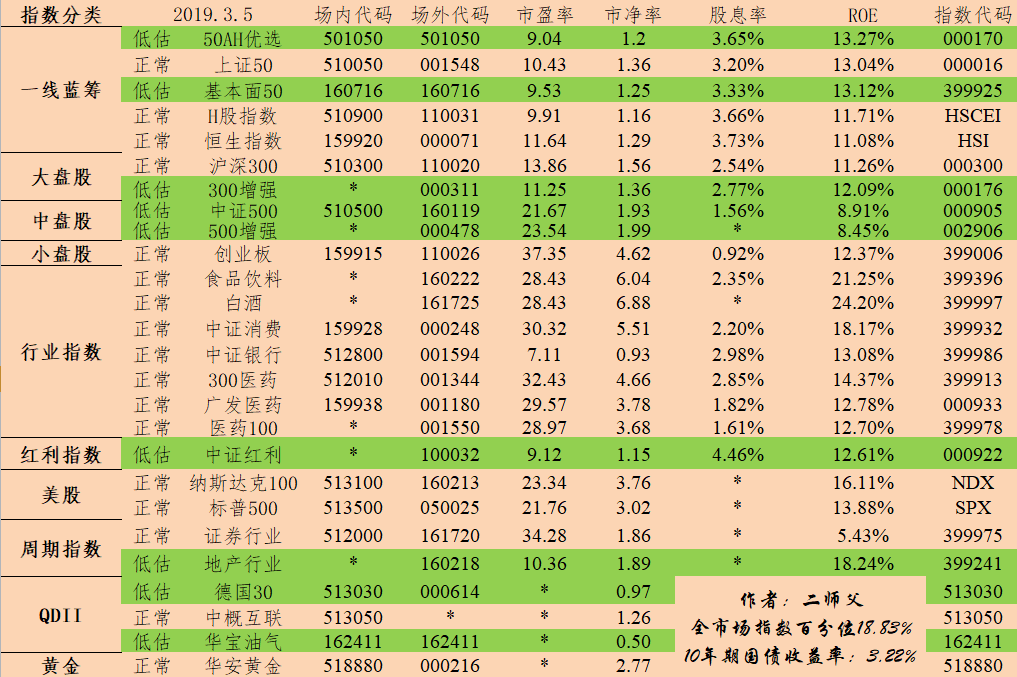 指数分类 2019.3.5 场内代码 场外代码 市盈率 市净率 股息率 ROE 指数代码
一线蓝筹
低估 50AH优选 501050 501050 9.04 1.2 3.65% 13.27% 000170
正常 上证50 510050 001548 10.43 1.36 3.20% 13.04% 000016
低估 基本面50 160716 160716 9.53 1.25 3.33% 13.12% 399925
正常 H股指数 510900 110031 9.91 1.16 3.66% 11.71% HSCEI
正常 恒生指数 159920 000071 11.64 1.29 3.73% 11.08% HSI
大盘股
正常 沪深300 510300 110020 13.86 1.56 2.54% 11.26% 000300
低估 300增强 * 000311 11.25 1.36 2.77% 12.09% 000176
中盘股
低估 中证500 510500 160119 21.67 1.93 1.56% 8.91% 000905
低估 500增强 * 000478 23.54 1.99 * 8.45% 002906
小盘股
正常 创业板 159915 110026 37.35 4.62 0.92% 12.37% 399006
行业指数
正常 食品饮料 * 160222 28.43 6.04 2.35% 21.25% 399396
正常 白酒 * 161725 28.43 6.88 * 24.20% 399997
正常 中证消费 159928 000248 30.32 5.51 2.20% 18.17% 399932
正常 中证银行 512800 001594 7.11 0.93 2.98% 13.08% 399986
正常 300医药 512010 001344 32.43 4.66 2.85% 14.37% 399913
正常 广发医药 159938 001180 29.57 3.78 1.82% 12.78% 000933
正常 医药100 * 001550 28.97 3.68 1.61% 12.70% 399978
红利指数
低估 中证红利 * 100032 9.12 1.15 4.46% 12.61% 000922
美股
正常 纳斯达克100 513100 160213 23.34 3.76 * 16.11% NDX
正常 标普500 513500 050025 21.76 3.02 * 13.88% SPX
周期指数
正常 证券行业 512000 161720 34.28 1.86 * 5.43% 399975
低估 地产行业 * 160218 10.36 1.89 * 18.24% 399241
QDII
低估 德国30 513030 000614 * 0.97 513030
正常 中概互联 513050 * * 1.26 513050
低估 华宝油气 162411 162411 * 0.50 162411
黄金
正常 华安黄金 518880 000216 * 2.77 518880
作者：二师父
全市场指数百分位18.83%
10年期国债收益率：3.22%